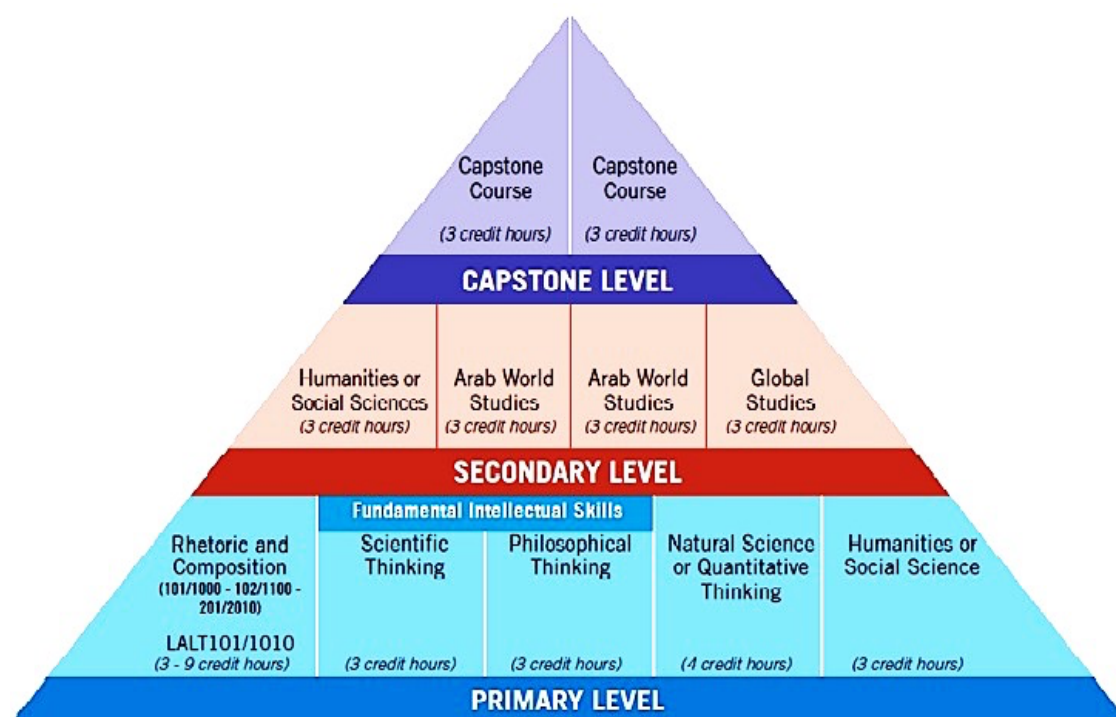 Capstone
Course
(3 credit hours)
Capstone
Course
(3 credit hours)
CAPSTONE LEVEL
Humanities or
Social Sciences
(3 credit hours)
Arab World
Studies
(3 credit hours)
Arab World
Studies
(3 credit hours)
Global
Studies
(3 credit hours)
SECONDARY LEVEL
Fundamental Intellectual Skills
Rhetoric and
Composition
(101/1000 - 102/1100 -
201/2010)
LALT101/1010
(3 - 9 credit hours)
Scientific
Thinking
(3 credit hours)
Philosophical
Thinking
(3 credit hours)
Natural Science
or Quantitative
Thinking
(4 credit hours)
Humanities or
Social Science
(3 credit hours)
PRIMARY LEVEL